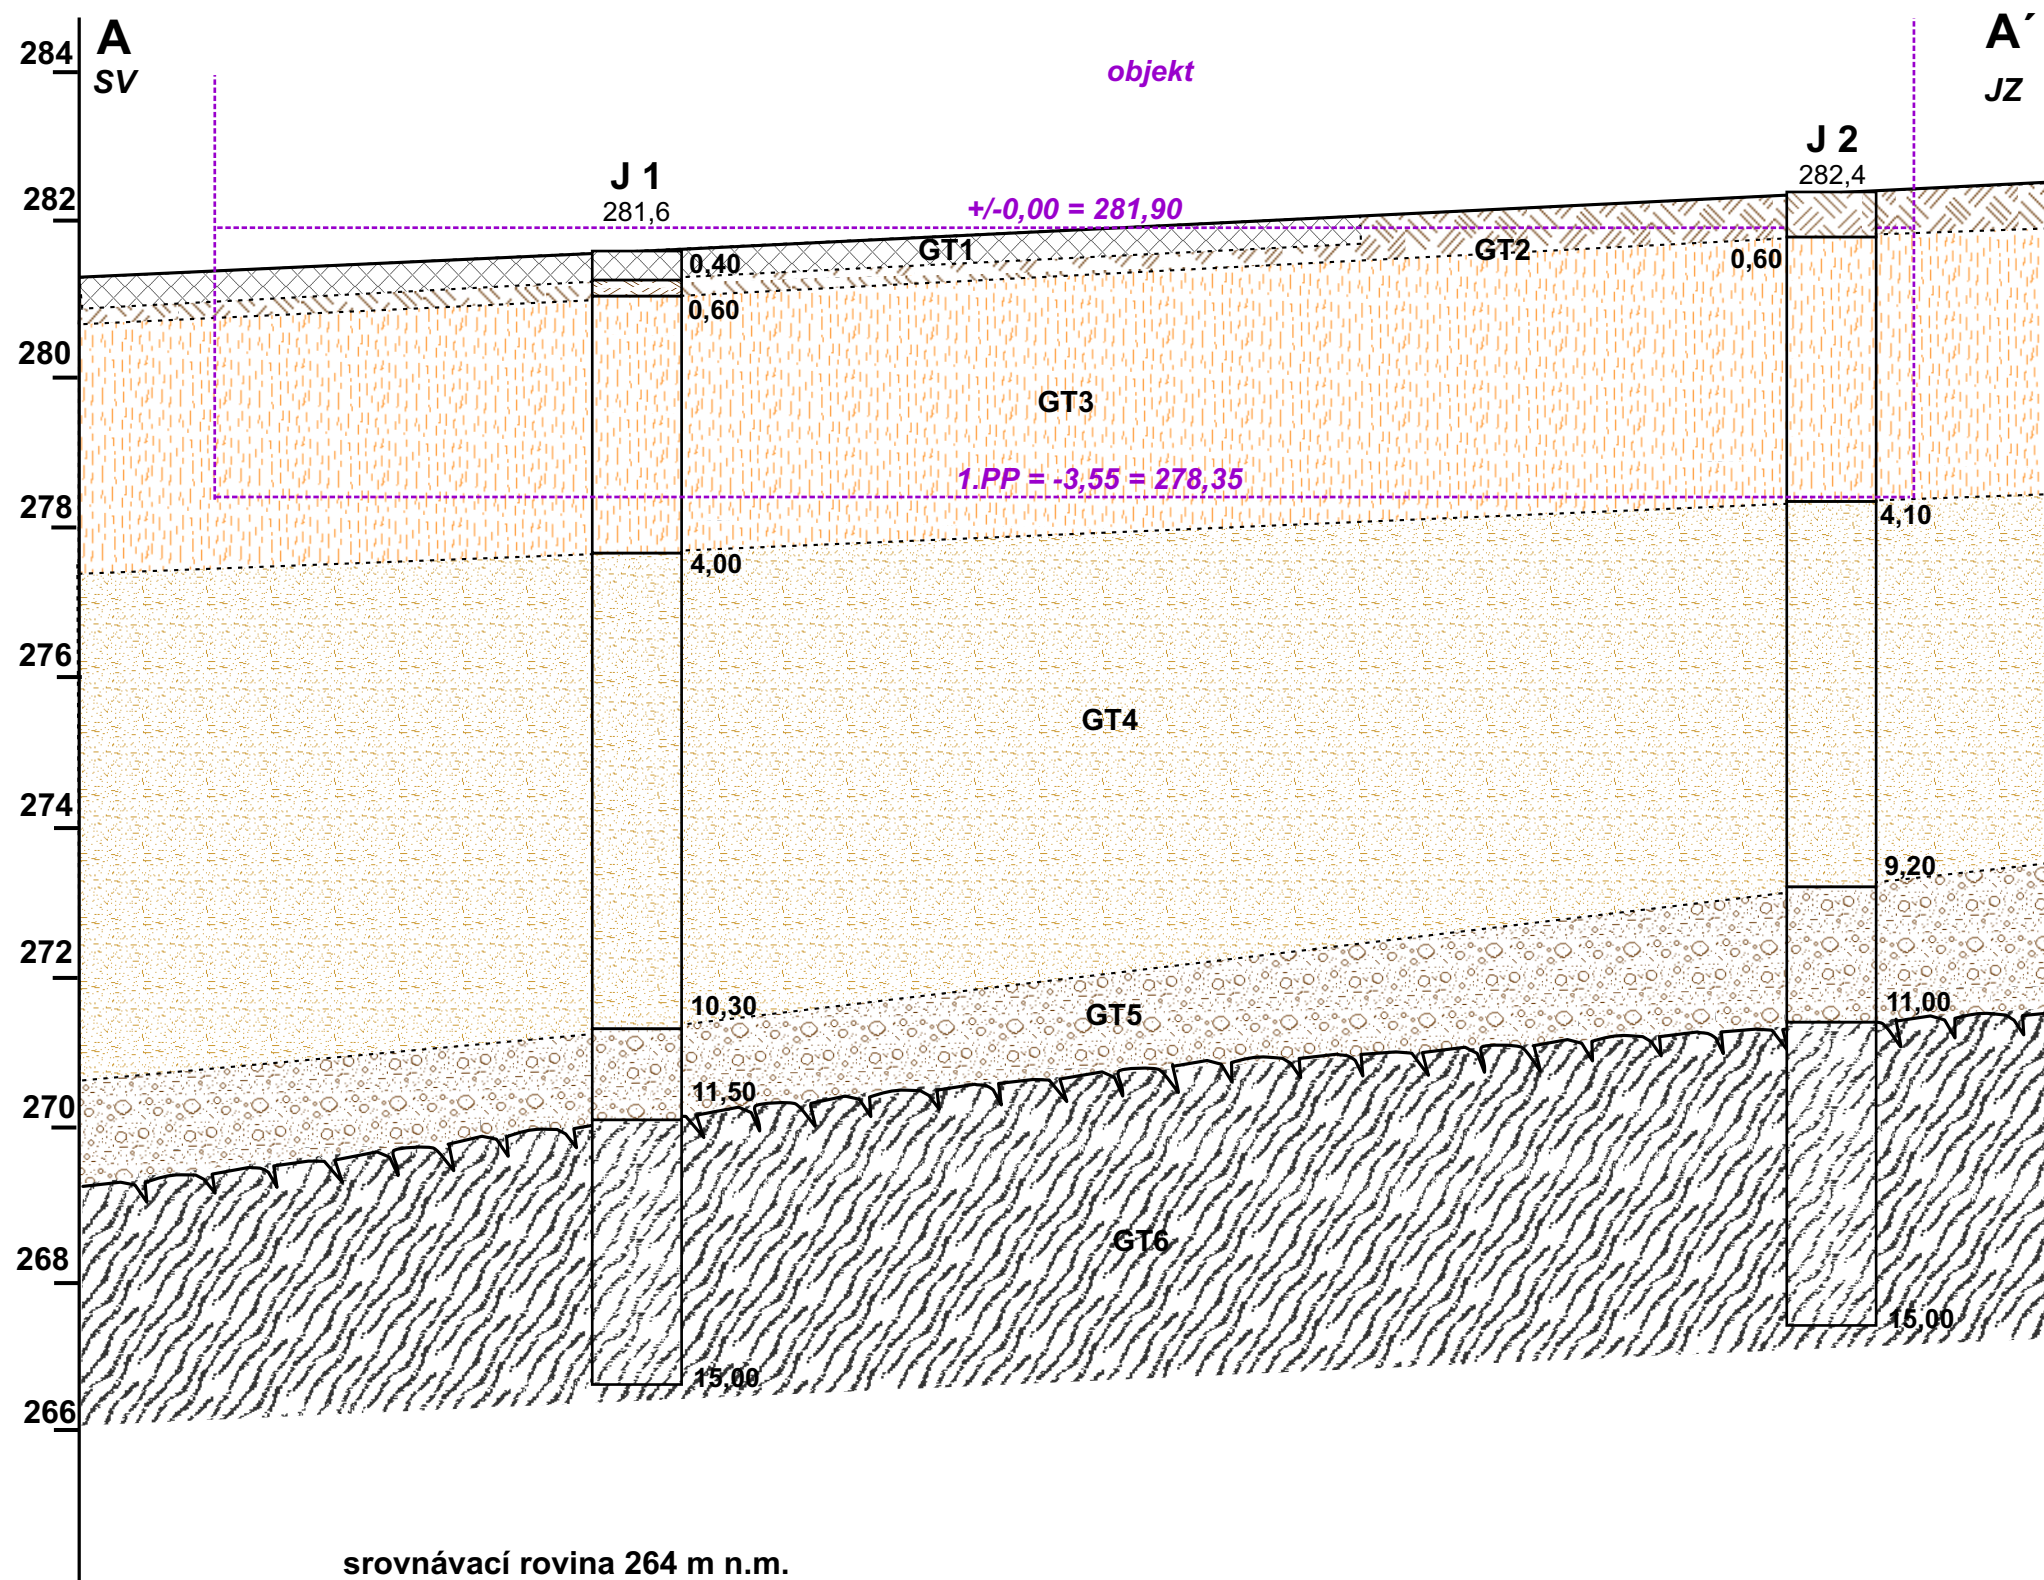 A
A´
SV
JZ
284
282
280
278
276
274
272
270
268
266
objekt
J 1
281,6
J 2
282,4
+/-0,00 = 281,90
GT1
GT2
0,40
0,60
0,60
GT3
1.PP = -3,55 = 278,35
4,00
4,10
GT4
9,20
10,30
GT5
11,00
11,50
GT6
15,00
15,00
srovnávací rovina 264 m n.m.